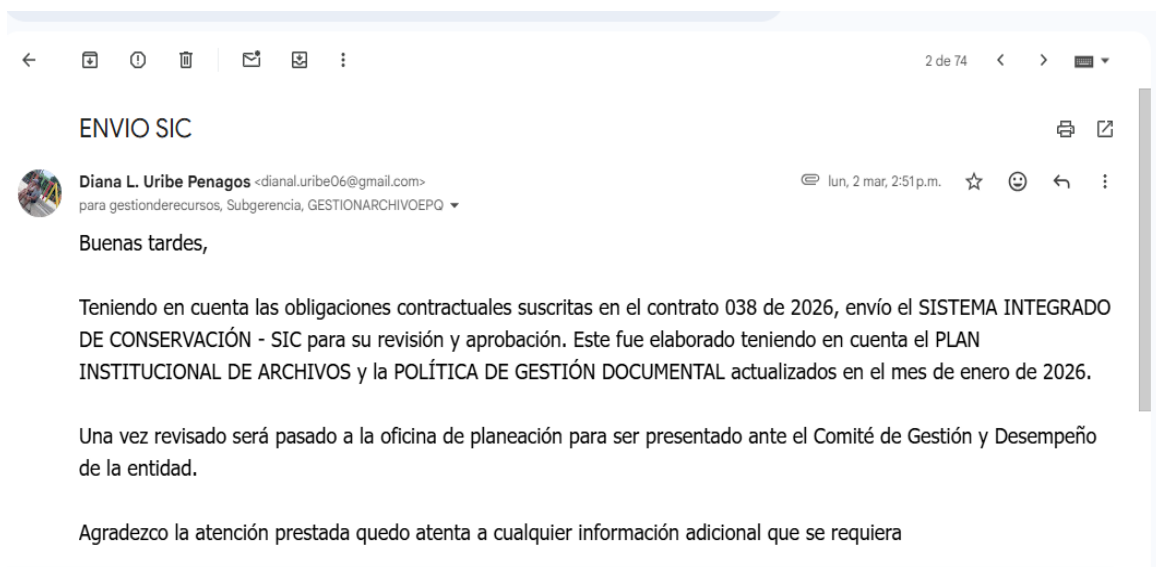 2 de 74
ENVIO SIC
Diana L. Uribe Penagos <dianal.uribe06@gmail.com>
lun, 2 mar, 2:51 p.m.
para gestionderecursos, Subgerencia, GESTIONARCHIVOEPQ
Buenas tardes,
Teniendo en cuenta las obligaciones contractuales suscritas en el contrato 038 de 2026, envío el SISTEMA INTEGRADO
DE CONSERVACIÓN - SIC para su revisión y aprobación. Este fue elaborado teniendo en cuenta el PLAN
INSTITUCIONAL DE ARCHIVOS y la POLÍTICA DE GESTIÓN DOCUMENTAL actualizados en el mes de enero de 2026.
Una vez revisado será pasado a la oficina de planeación para ser presentado ante el Comité de Gestión y Desempeño
de la entidad.
Agradezco la atención prestada quedo atenta a cualquier información adicional que se requiera